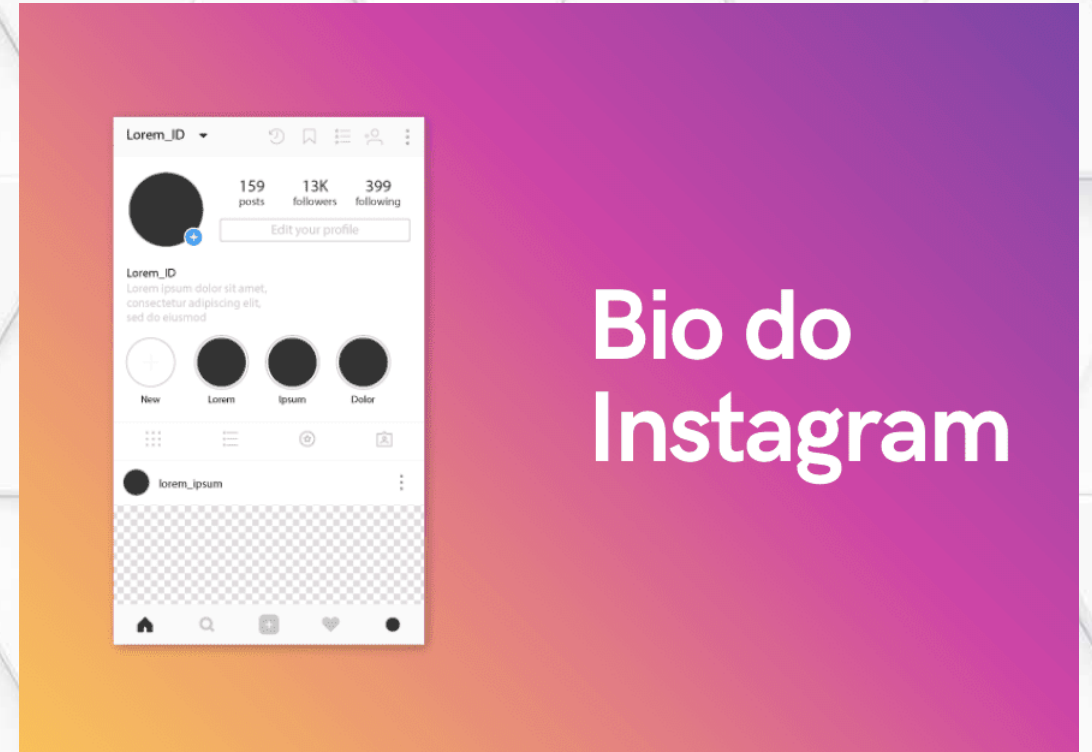 Lorem_ID
159 13K 399
posts followers following
Edit your profile
Lorem_ID
Lorem ipsum dolor sit amet,
consectetur adipiscing elit,
sed do eiusmod
New Lorem Ipsum Dolor
lorem_ipsum
Bio do
Instagram